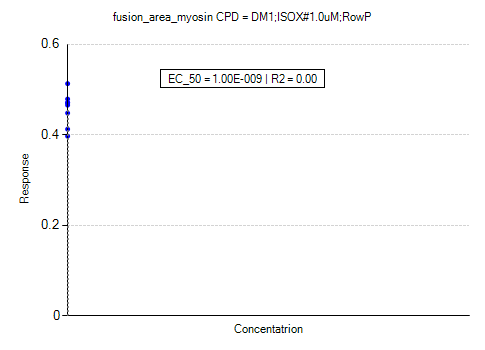 fusion_area_myosin CPD = DM1;ISOX#1.0uM;RowP
0.6
EC_50 = 1.00E-009 | R2 = 0.00
0.4
Response
0.2
0
Concentatrion